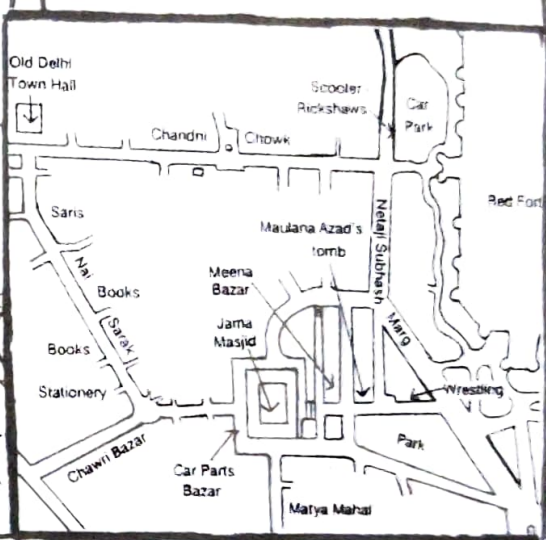 Old Delhi
Town Hall
Scooter
Rickshaws
Car
Park
Chandni Chowk
Red Fort
Saris
Maulana Azad's
tomb
Netaji Subhash
Marg
Nai
Sarak
Meena
Bazar
Books
Jama
Masjid
Books
Stationery
Wrestling
Chawri Bazar
Park
Car Parts
Bazar
Matya Mahal